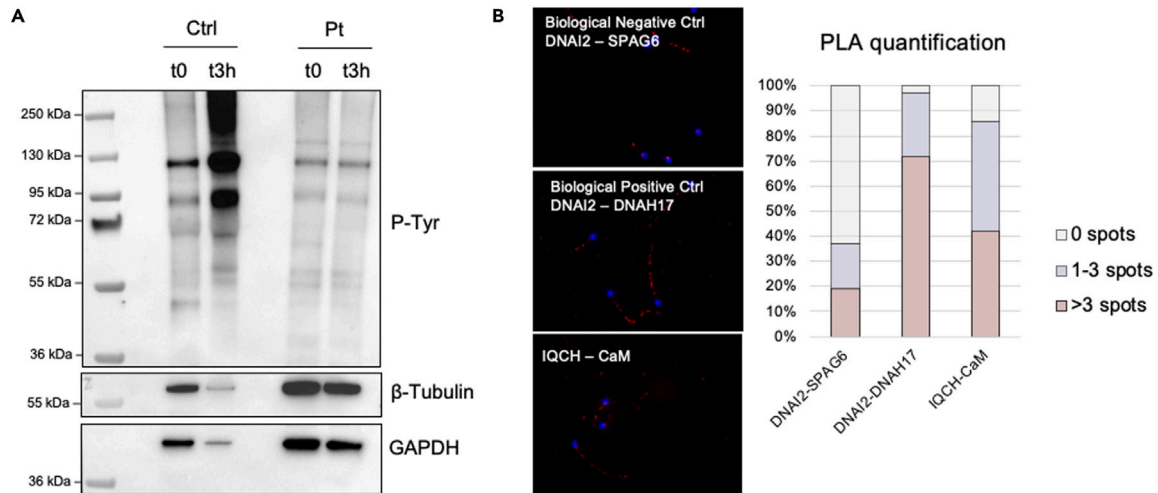 A
Ctrl
Pt
t0
t3h
t0
t3h
250 kDa
130 kDa
95 kDa
72 kDa
55 kDa
36 kDa
P-Tyr
55 kDa
β-Tubulin
GAPDH
36 kDa
B
Biological Negative Ctrl
DNAI2 – SPAG6
Biological Positive Ctrl
DNAI2 – DNAH17
IQCH – CaM
PLA quantification
100%
90%
80%
70%
60%
50%
40%
30%
20%
10%
0%
DNAI2-SPAG6
DNAI2-DNAH17
IQCH-CaM
0 spots
1-3 spots
>3 spots